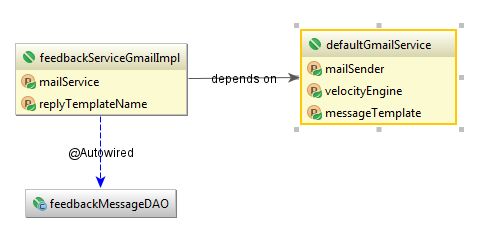 feedbackServiceGmailImpl
mailService
replyTemplateName
depends on
defaultGmailService
mailSender
velocityEngine
messageTemplate
@Autowired
feedbackMessageDAO